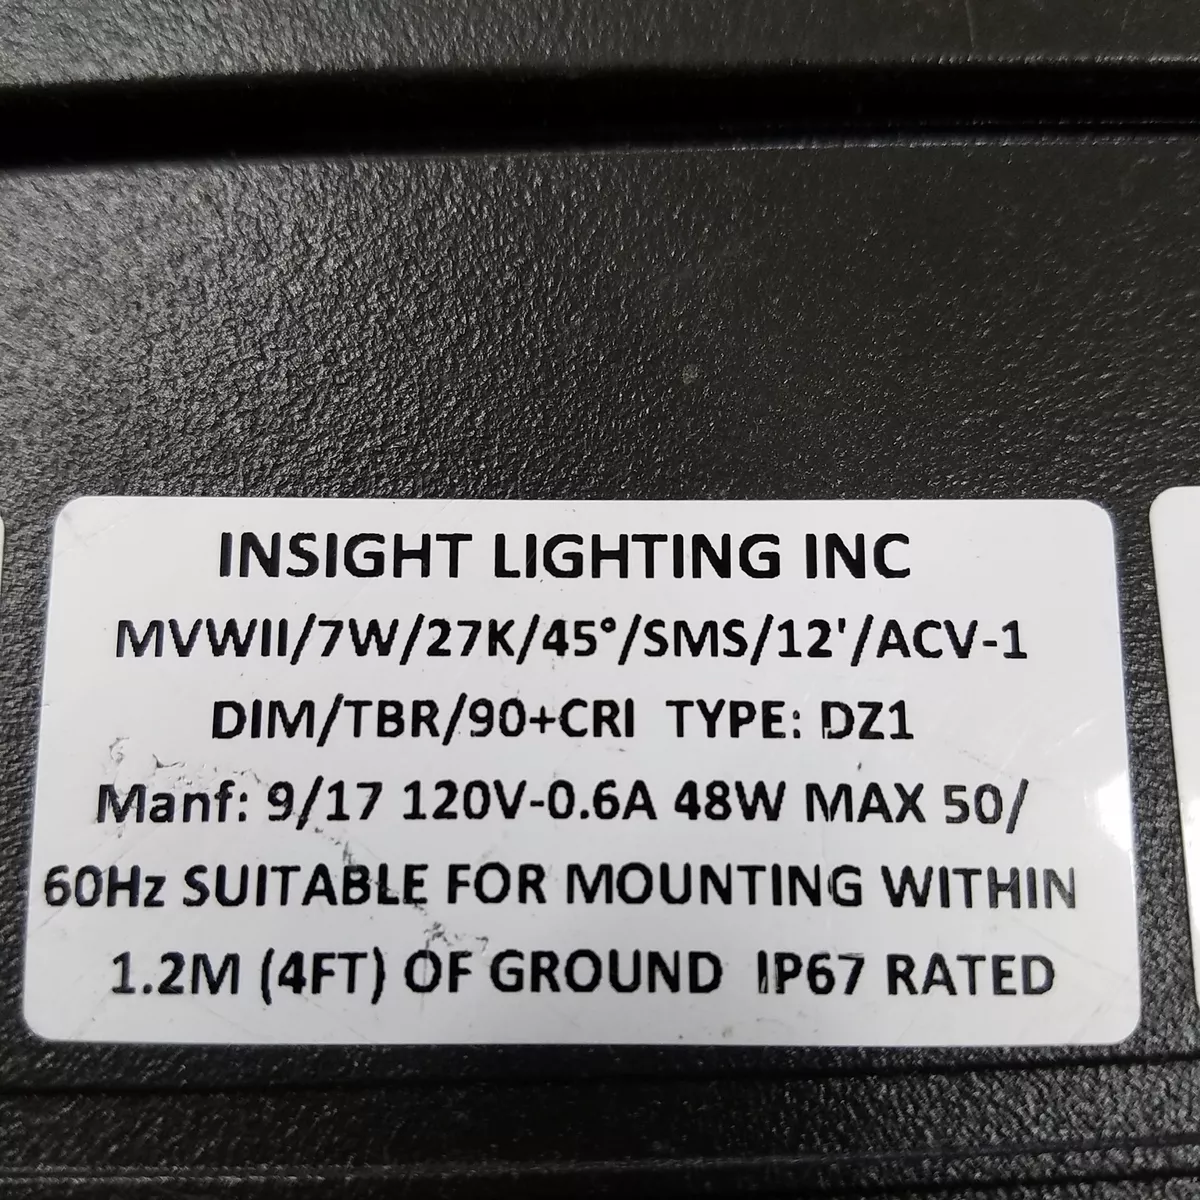 INSIGHT LIGHTING INC
MVWII/7W/27K/45°/SMS/12'/ACV-1
DIM/TBR/90+CRI TYPE: DZ1
Manf: 9/17 120V-0.6A 48W MAX 50/
60Hz SUITABLE FOR MOUNTING WITHIN
1.2M (4FT) OF GROUND IP67 RATED